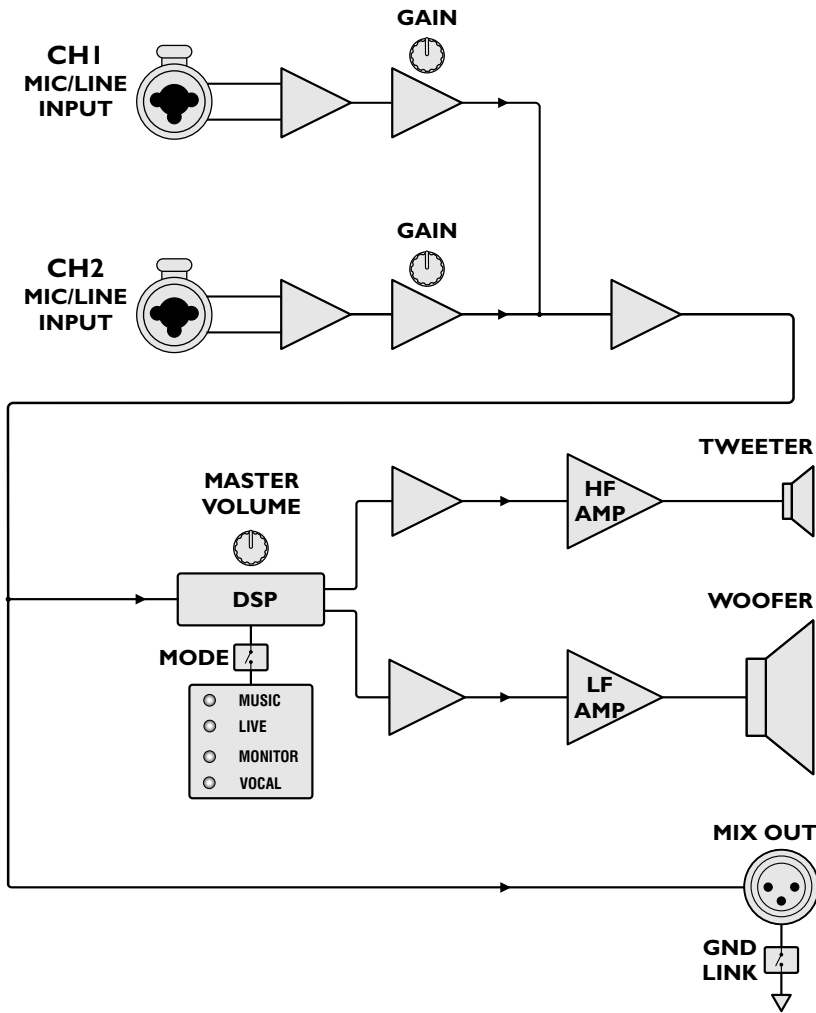 GAIN
CH1
MIC/LINE
INPUT
GAIN
CH2
MIC/LINE
INPUT
TWEETER
MASTER
VOLUME
HF
AMP
DSP
WOOFER
MODE
LF
AMP
MUSIC
LIVE
MONITOR
VOCAL
MIX OUT
GND
LINK